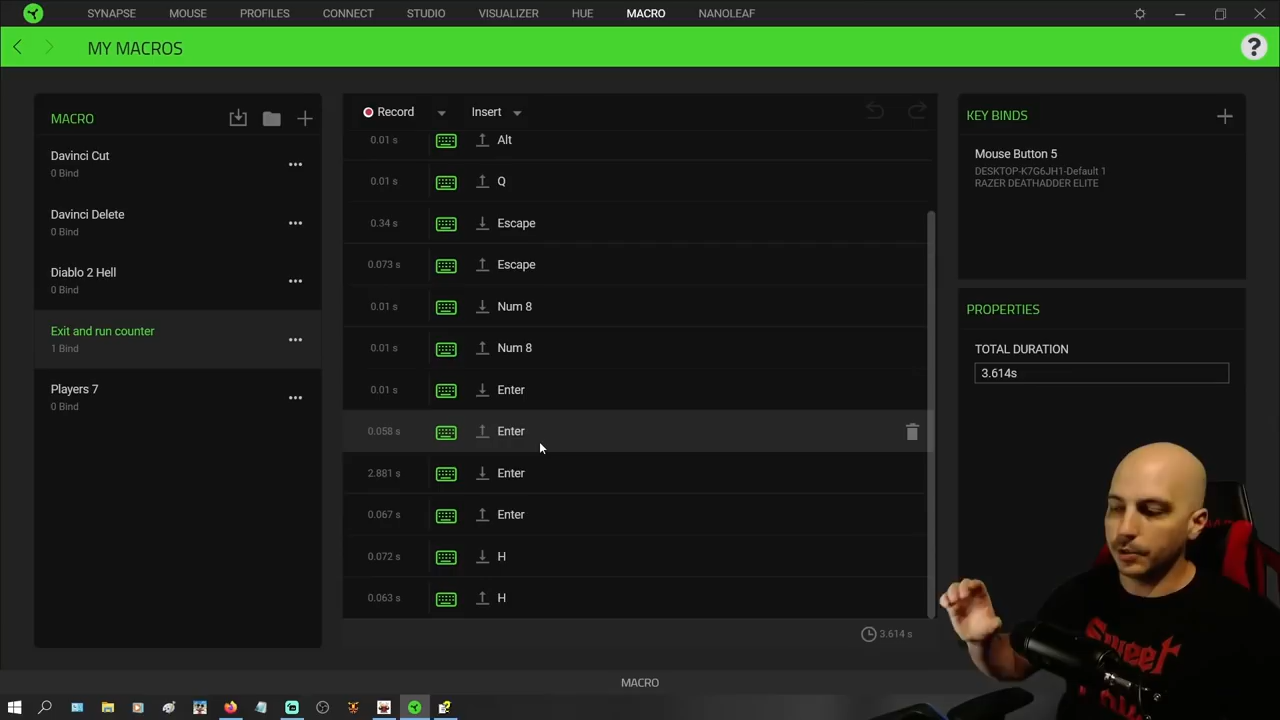 SYNAPSE MOUSE PROFILES CONNECT STUDIO VISUALIZER HUE MACRO NANOLEAF
MY MACROS
?
MACRO
Davinci Cut
0 Bind
Davinci Delete
0 Bind
Diablo 2 Hell
0 Bind
Exit and run counter
1 Bind
Players 7
0 Bind
Record Insert
0.01 s Alt
0.01 s Q
0.34 s Escape
0.073 s Escape
0.01 s Num 8
0.01 s Num 8
0.01 s Enter
0.058 s Enter
2.881 s Enter
0.067 s Enter
0.072 s H
0.063 s H
3.614 s
KEY BINDS
Mouse Button 5
DESKTOP-K7G6JH1-Default 1
RAZER DEATHADDER ELITE
PROPERTIES
TOTAL DURATION
3.614s
Sweet
MACRO